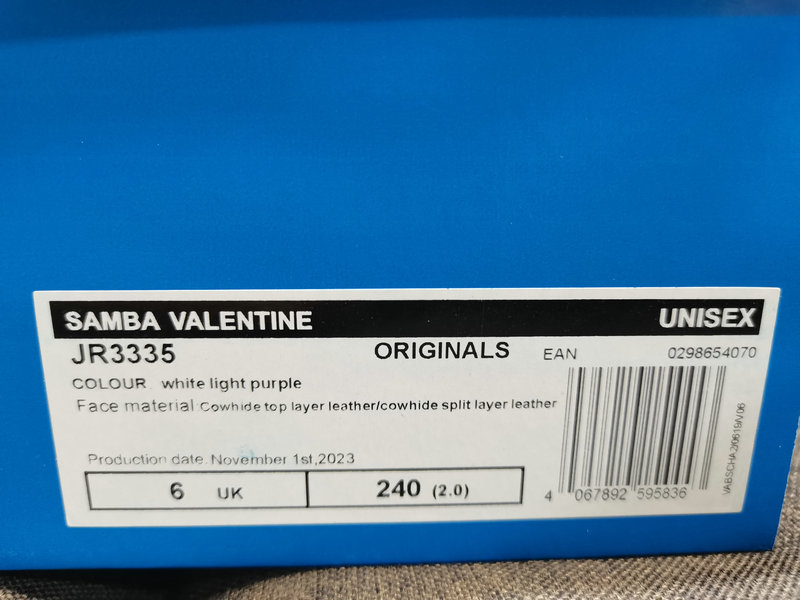 SAMBA VALENTINE UNISEX
JR3335 ORIGINALS EAN 0298654070
COLOUR white light purple
Face material Cowhide top layer leather/cowhide split layer leather
Production date. November 1st,2023
6 UK 240 (2.0)
4 067892 595836